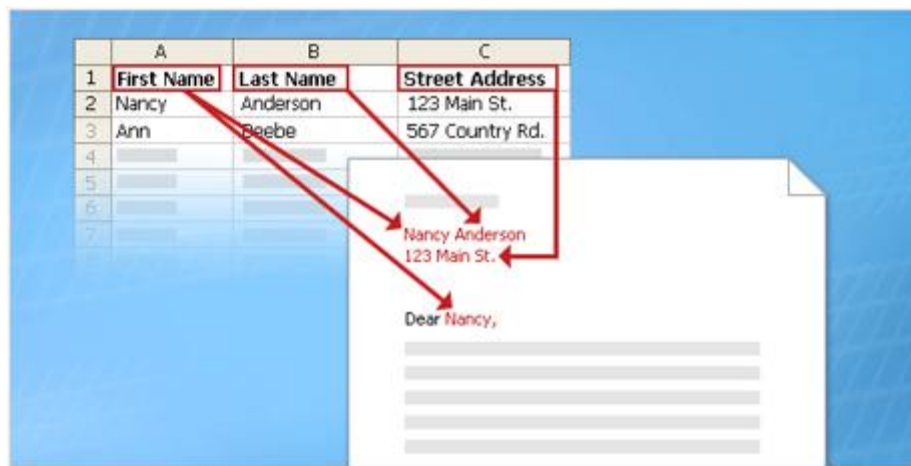 A B C
1 First Name Last Name Street Address
2 Nancy Anderson 123 Main St.
3 Ann Beebe 567 Country Rd.
4
5
6
7
Nancy Anderson
123 Main St.
Dear Nancy,